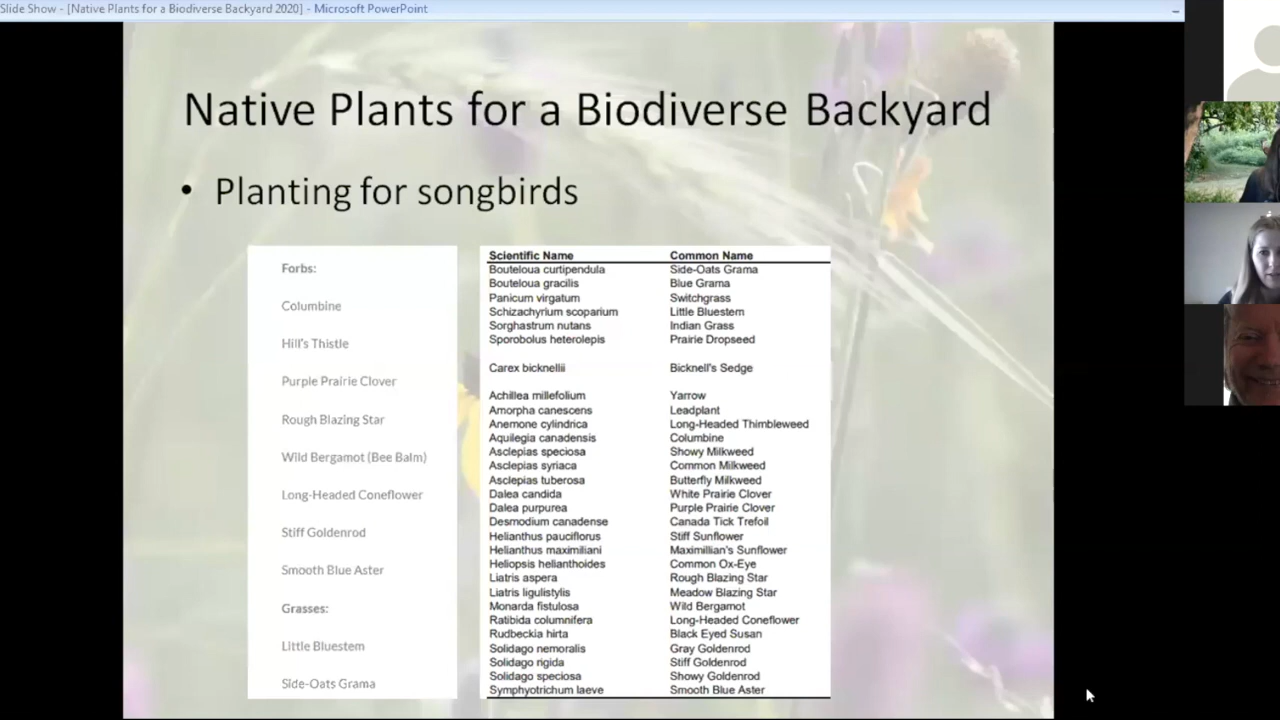 Slide Show - [Native Plants for a Biodiverse Backyard 2020] - Microsoft PowerPoint
Native Plants for a Biodiverse Backyard
• Planting for songbirds
Forbs:
Columbine
Hill's Thistle
Purple Prairie Clover
Rough Blazing Star
Wild Bergamot (Bee Balm)
Long-Headed Coneflower
Stiff Goldenrod
Smooth Blue Aster
Grasses:
Little Bluestem
Side-Oats Grama
Scientific Name Common Name
Bouteloua curtipendula Side-Oats Grama
Bouteloua gracilis Blue Grama
Panicum virgatum Switchgrass
Schizachyrium scoparium Little Bluestem
Sorghastrum nutans Indian Grass
Sporobolus heterolepis Prairie Dropseed
Carex bicknellii Bicknell's Sedge
Achillea millefolium Yarrow
Amorpha canescens Leadplant
Anemone cylindrica Long-Headed Thimbleweed
Aquilegia canadensis Columbine
Asclepias speciosa Showy Milkweed
Asclepias syriaca Common Milkweed
Asclepias tuberosa Butterfly Milkweed
Dalea candida White Prairie Clover
Dalea purpurea Purple Prairie Clover
Desmodium canadense Canada Tick Trefoil
Helianthus pauciflorus Stiff Sunflower
Helianthus maximiliani Maximillian's Sunflower
Heliopsis helianthoides Common Ox-Eye
Liatris aspera Rough Blazing Star
Liatris ligulistylis Meadow Blazing Star
Monarda fistulosa Wild Bergamot
Ratibida columnifera Long-Headed Coneflower
Rudbeckia hirta Black Eyed Susan
Solidago nemoralis Gray Goldenrod
Solidago rigida Stiff Goldenrod
Solidago speciosa Showy Goldenrod
Symphyotrichum laeve Smooth Blue Aster